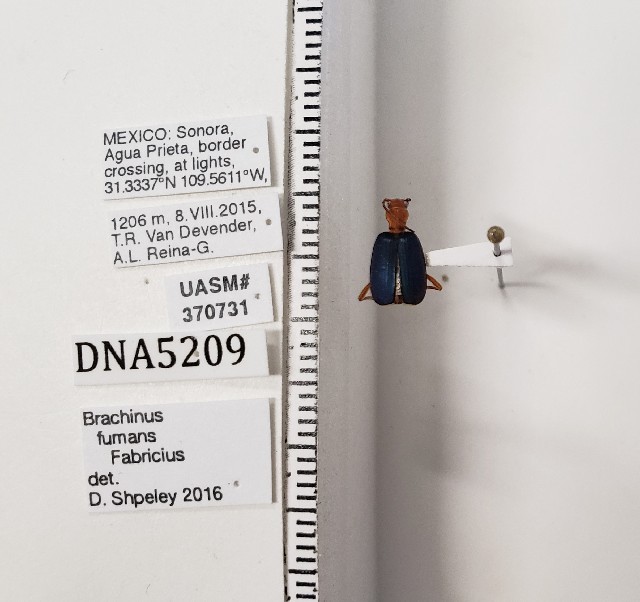 MEXICO: Sonora,
Agua Prieta, border
crossing, at lights,
31.3337°N 109.5611°W,
1206 m, 8.VIII.2015,
T.R. Van Devender,
A.L. Reina-G.
UASM#
370731
DNA5209
Brachinus
fumans
Fabricius
det.
D. Shpeley 2016